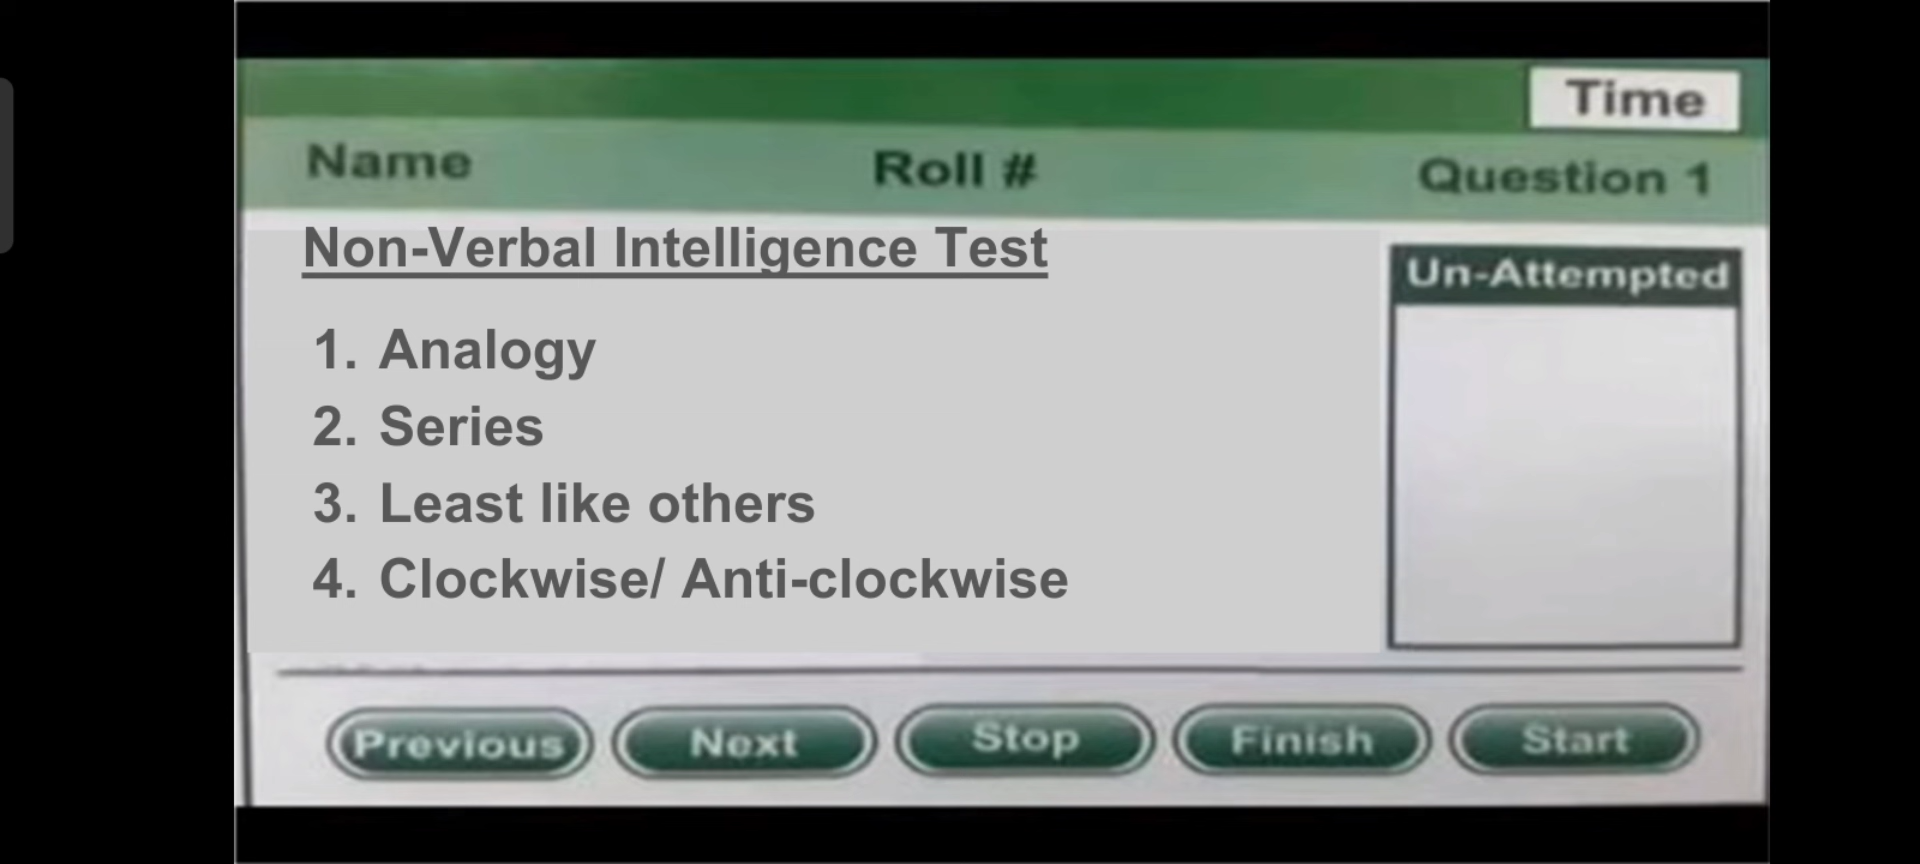 Time
Name Roll # Question 1
Non-Verbal Intelligence Test
Un-Attempted
1. Analogy
2. Series
3. Least like others
4. Clockwise/ Anti-clockwise
Previous Next Stop Finish Start